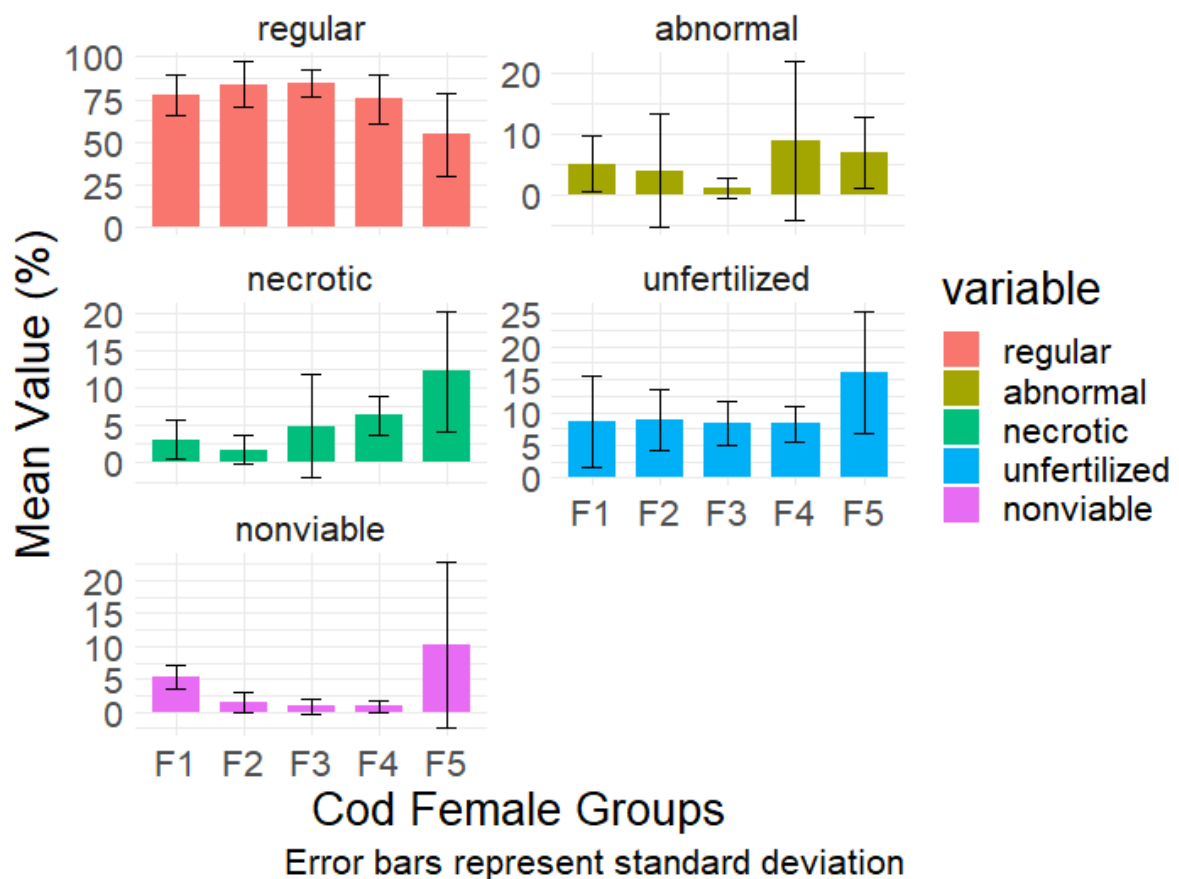 regular
abnormal
100
75
50
25
0
20
10
0
necrotic
unfertilized
20
15
10
5
0
25
20
15
10
5
0
F1 F2 F3 F4 F5
nonviable
20
15
10
5
0
F1 F2 F3 F4 F5
Mean Value (%)
Cod Female Groups
Error bars represent standard deviation
variable
regular
abnormal
necrotic
unfertilized
nonviable